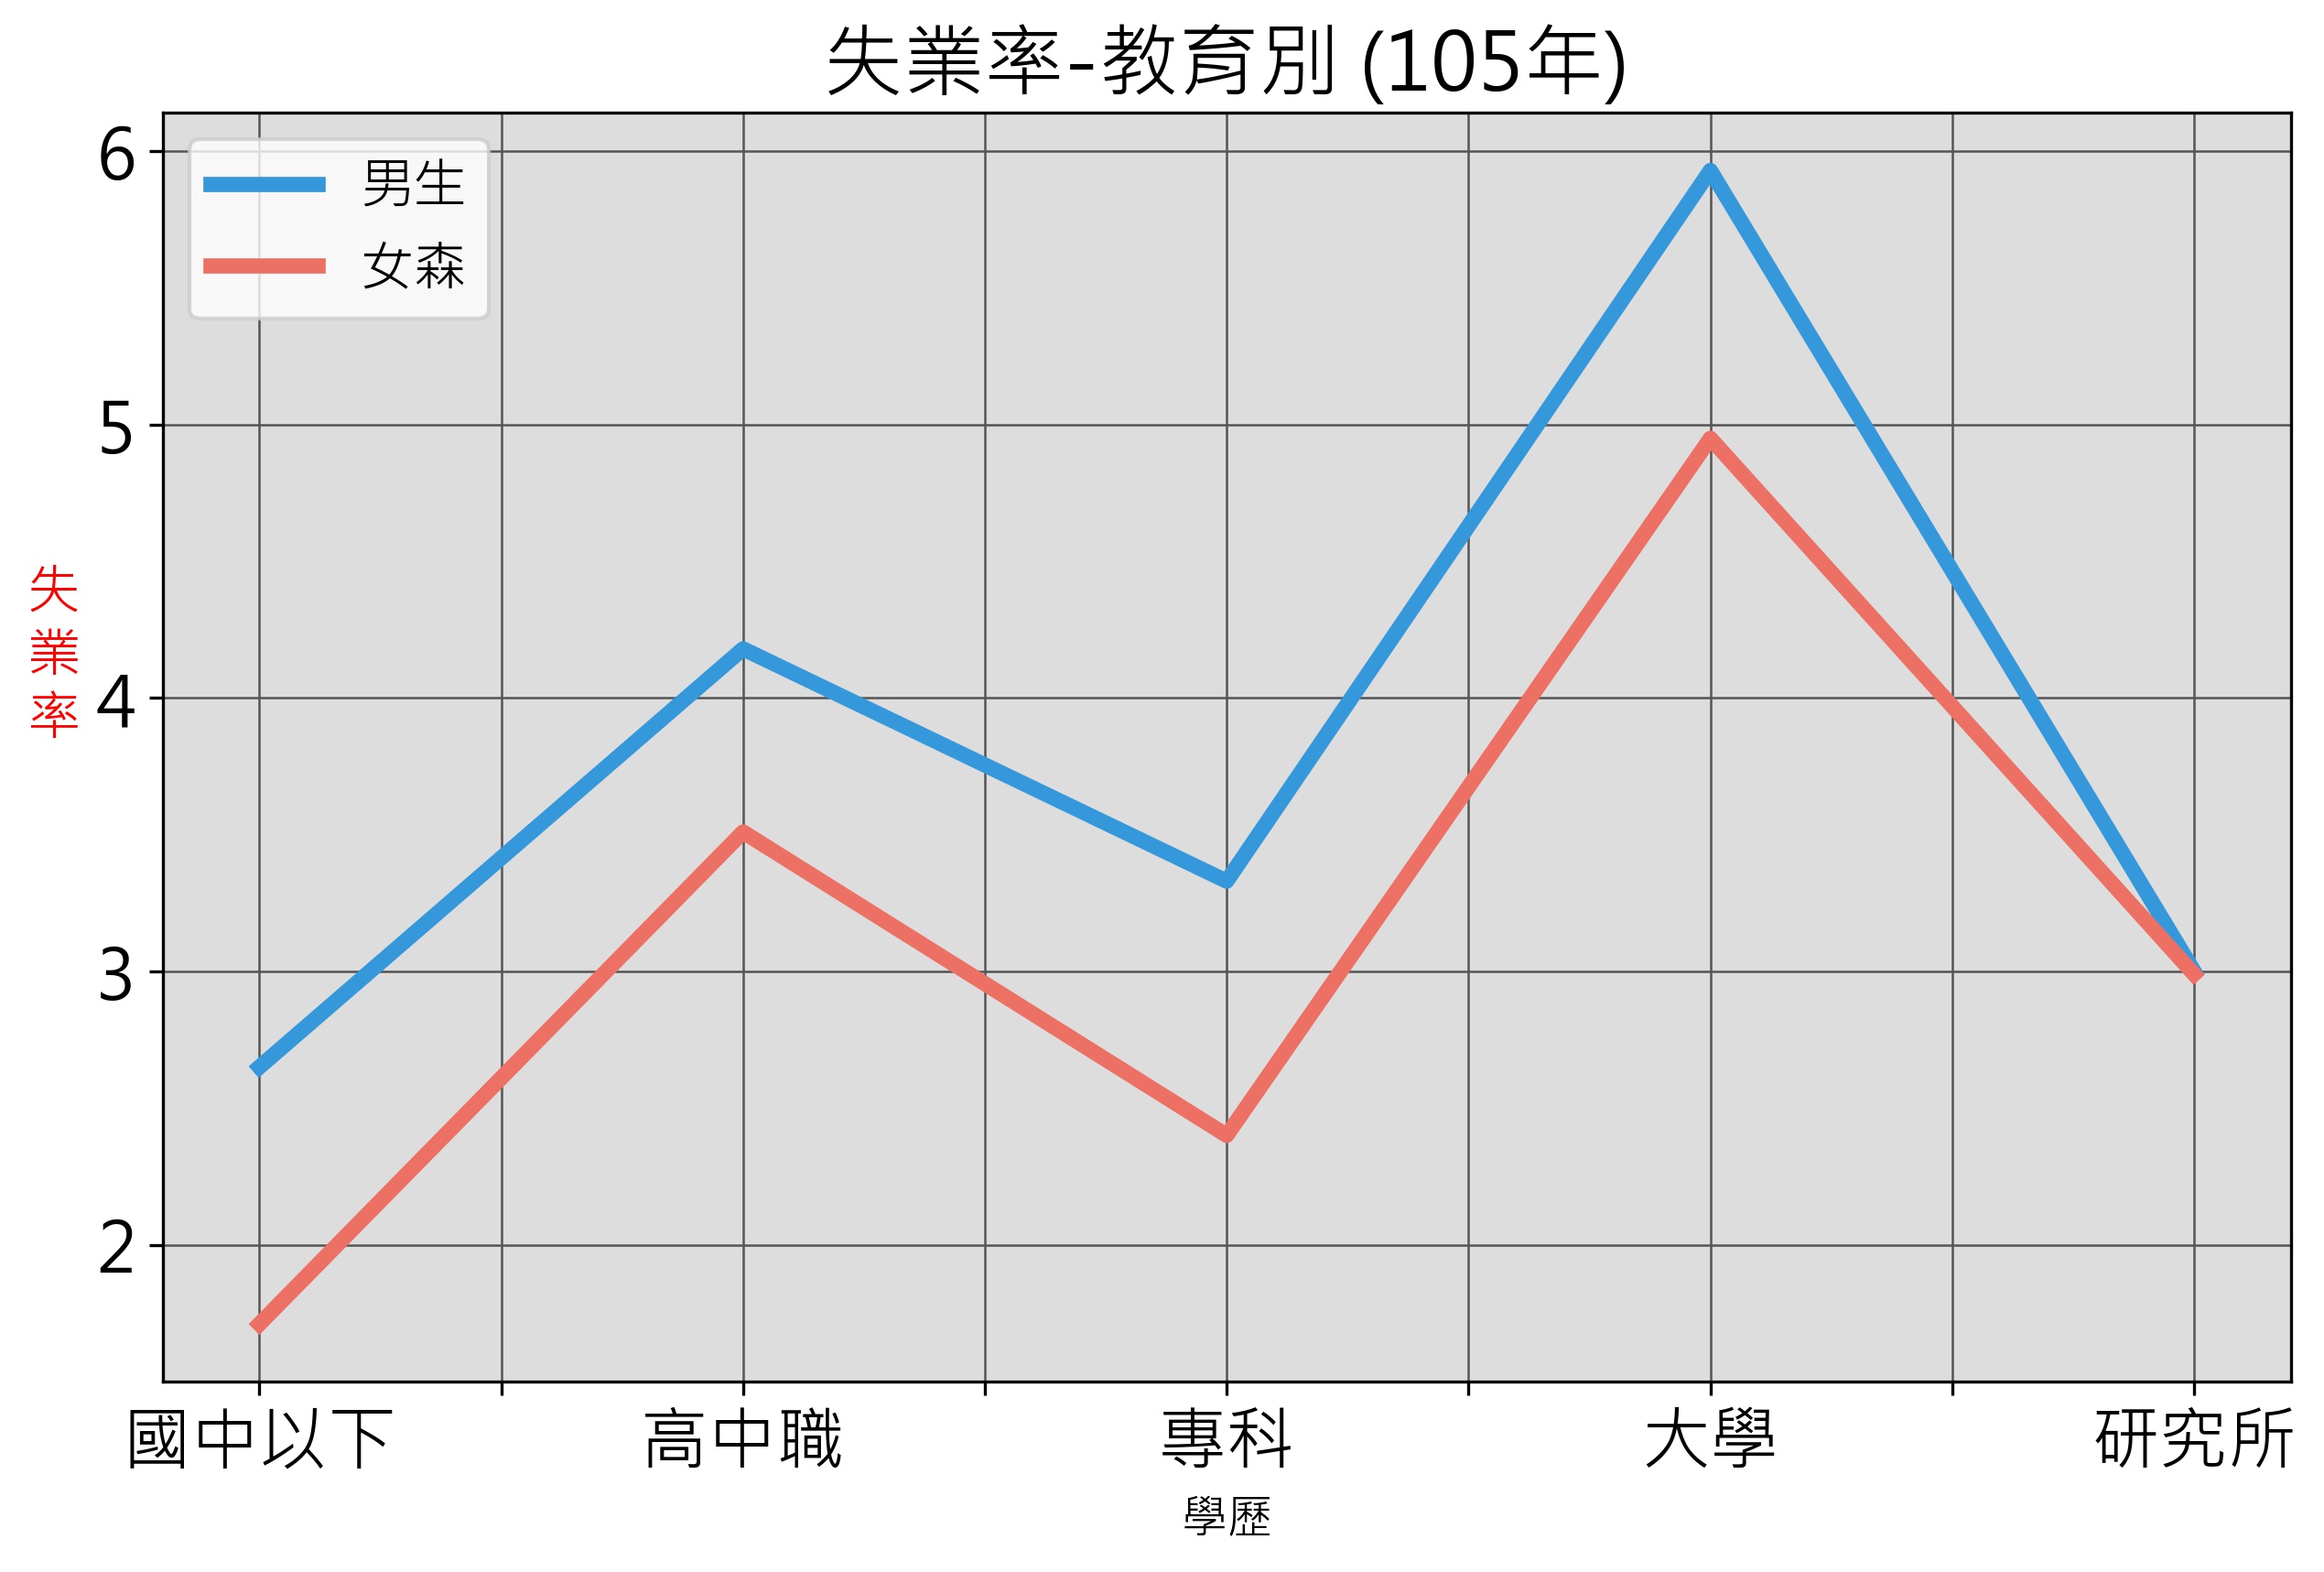 失業率-教育別 (105年)
男生
女森
6
5
4
3
2
失
業
率
國中以下 高中職 專科 大學 研究所
學歷